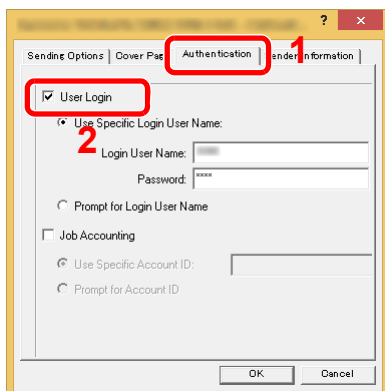 ? ×
Sending Options Cover Pag Authentication ender nformation
1
User Login
Use Specific Login User Name:
2
Login User Name:
Password: ****
Prompt for Login User Name
Job Accounting
Use Specific Account ID:
Prompt for Account ID
OK Cancel